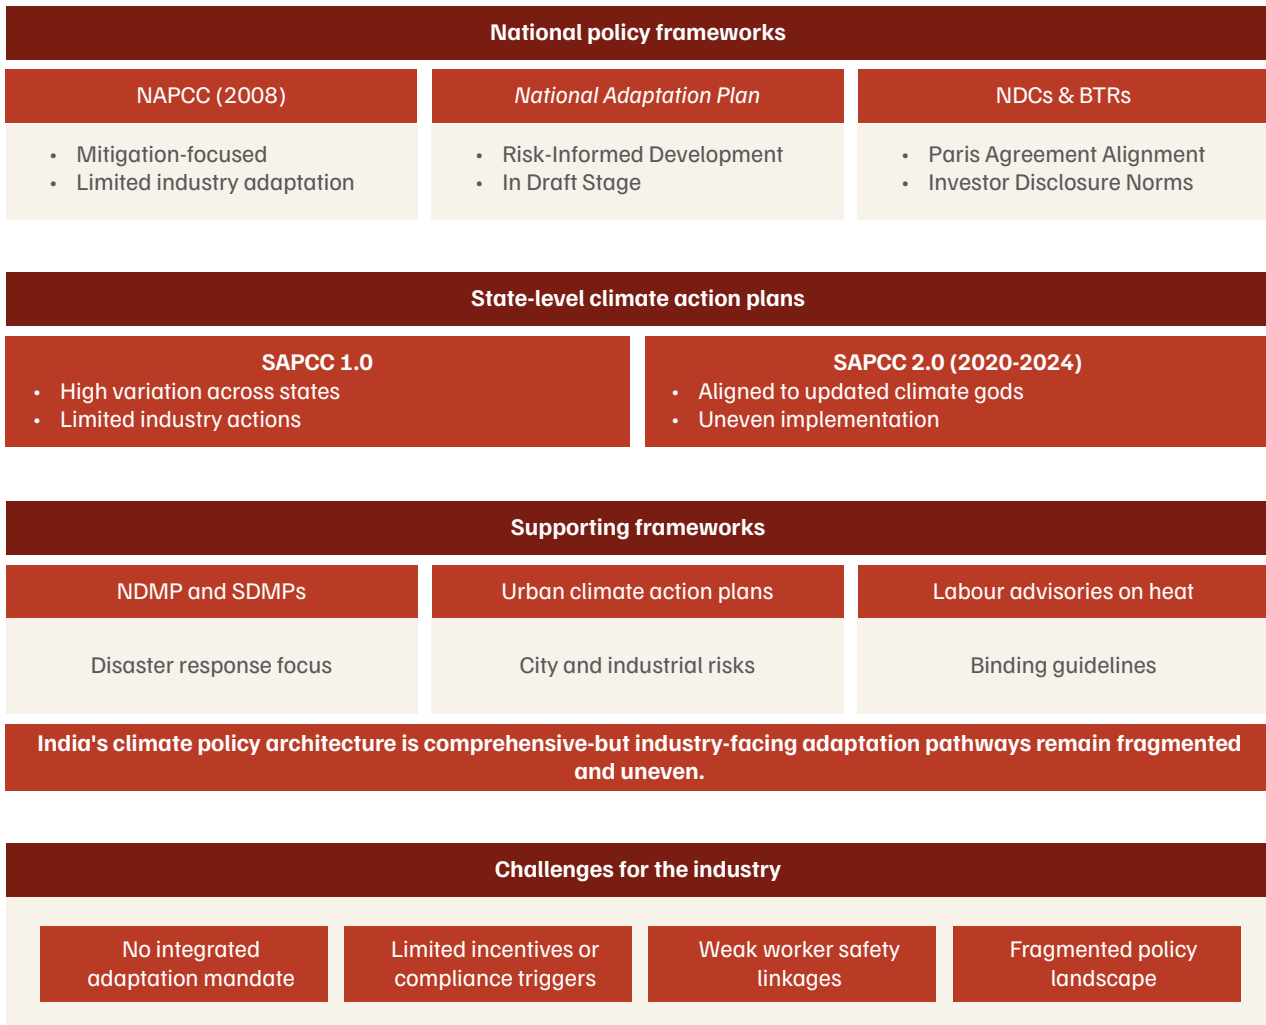 National policy frameworks
NAPCC (2008)
• Mitigation-focused
• Limited industry adaptation
National Adaptation Plan
• Risk-Informed Development
• In Draft Stage
NDCs & BTRs
• Paris Agreement Alignment
• Investor Disclosure Norms
State-level climate action plans
SAPCC 1.0
• High variation across states
• Limited industry actions
SAPCC 2.0 (2020-2024)
• Aligned to updated climate gods
• Uneven implementation
Supporting frameworks
NDMP and SDMPs
Disaster response focus
Urban climate action plans
City and industrial risks
Labour advisories on heat
Binding guidelines
India's climate policy architecture is comprehensive-but industry-facing adaptation pathways remain fragmented
and uneven.
Challenges for the industry
No integrated
adaptation mandate
Limited incentives or
compliance triggers
Weak worker safety
linkages
Fragmented policy
landscape